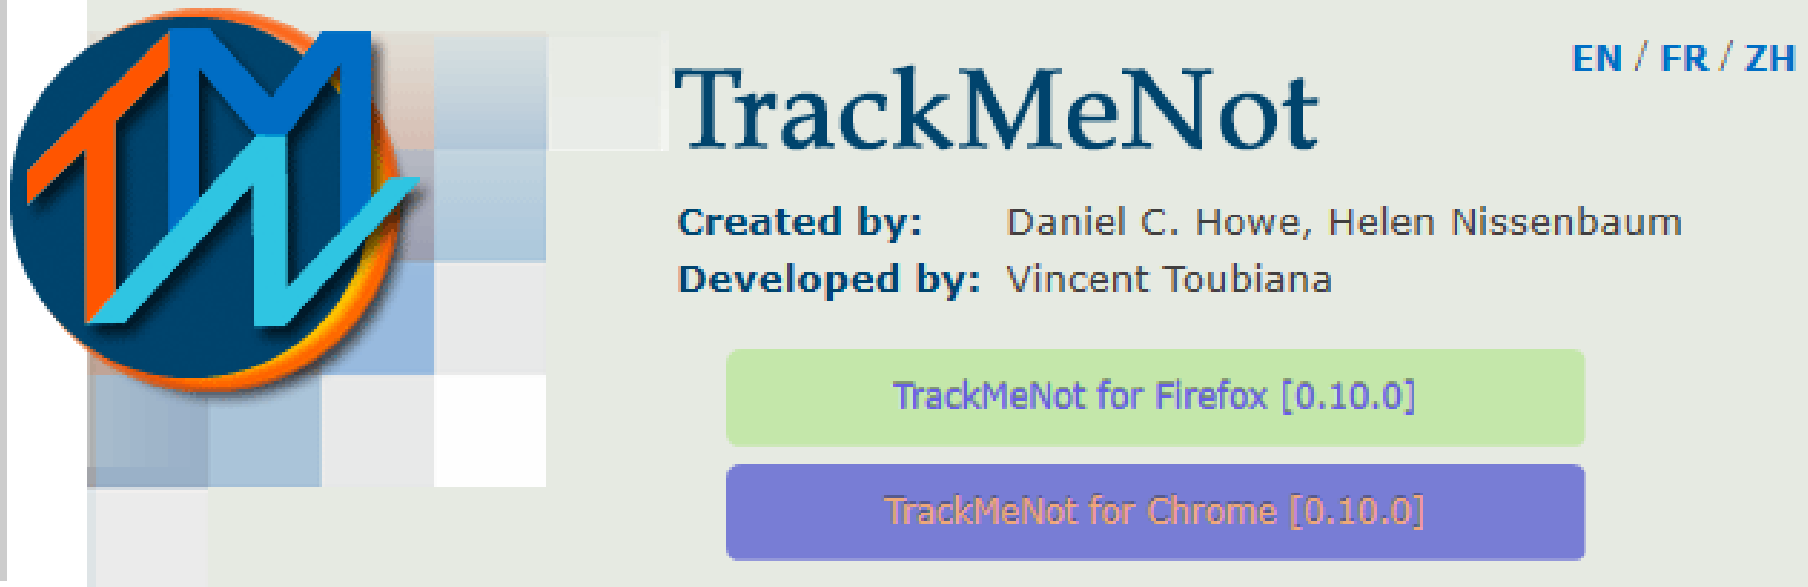 TMN
EN / FR / ZH
TrackMeNot
Created by: Daniel C. Howe, Helen Nissenbaum
Developed by: Vincent Toubiana
TrackMeNot for Firefox [0.10.0]
TrackMeNot for Chrome [0.10.0]